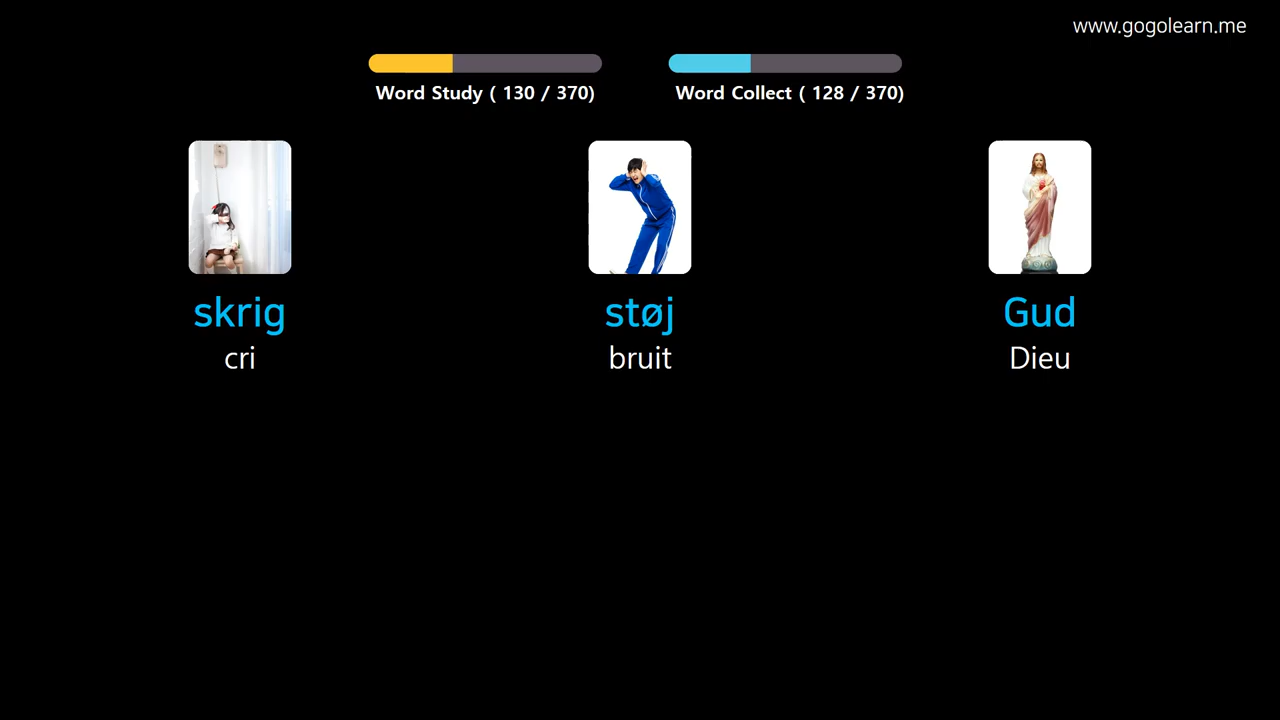 www.gogolearn.me
Word Study ( 130 / 370)
Word Collect ( 128 / 370)
skrig
støj
Gud
cri
bruit
Dieu